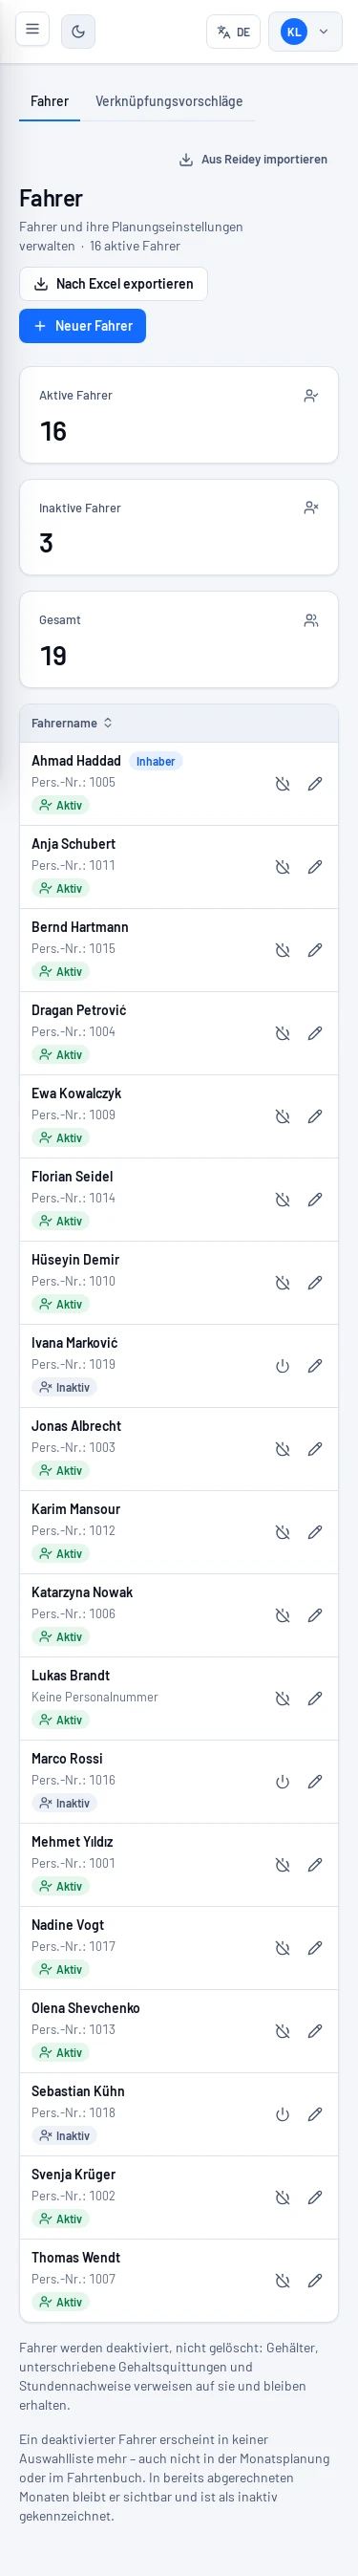 DE
KL
Fahrer
Verknüpfungsvorschläge
Aus Reidey importieren
Fahrer
Fahrer und ihre Planungseinstellungen
verwalten · 16 aktive Fahrer
Nach Excel exportieren
Neuer Fahrer
Aktive Fahrer
16
Inaktive Fahrer
3
Gesamt
19
Fahrername
Ahmad Haddad Inhaber
Pers.-Nr.: 1005
Aktiv
Anja Schubert
Pers.-Nr.: 1011
Aktiv
Bernd Hartmann
Pers.-Nr.: 1015
Aktiv
Dragan Petrović
Pers.-Nr.: 1004
Aktiv
Ewa Kowalczyk
Pers.-Nr.: 1009
Aktiv
Florian Seidel
Pers.-Nr.: 1014
Aktiv
Hüseyin Demir
Pers.-Nr.: 1010
Aktiv
Ivana Marković
Pers.-Nr.: 1019
Inaktiv
Jonas Albrecht
Pers.-Nr.: 1003
Aktiv
Karim Mansour
Pers.-Nr.: 1012
Aktiv
Katarzyna Nowak
Pers.-Nr.: 1006
Aktiv
Lukas Brandt
Keine Personalnummer
Aktiv
Marco Rossi
Pers.-Nr.: 1016
Inaktiv
Mehmet Yıldız
Pers.-Nr.: 1001
Aktiv
Nadine Vogt
Pers.-Nr.: 1017
Aktiv
Olena Shevchenko
Pers.-Nr.: 1013
Aktiv
Sebastian Kühn
Pers.-Nr.: 1018
Inaktiv
Svenja Krüger
Pers.-Nr.: 1002
Aktiv
Thomas Wendt
Pers.-Nr.: 1007
Aktiv
Fahrer werden deaktiviert, nicht gelöscht: Gehälter,
unterschriebene Gehaltsquittungen und
Stundennachweise verweisen auf sie und bleiben
erhalten.
Ein deaktivierter Fahrer erscheint in keiner
Auswahlliste mehr – auch nicht in der Monatsplanung
oder im Fahrtenbuch. In bereits abgerechneten
Monaten bleibt er sichtbar und ist als inaktiv
gekennzeichnet.